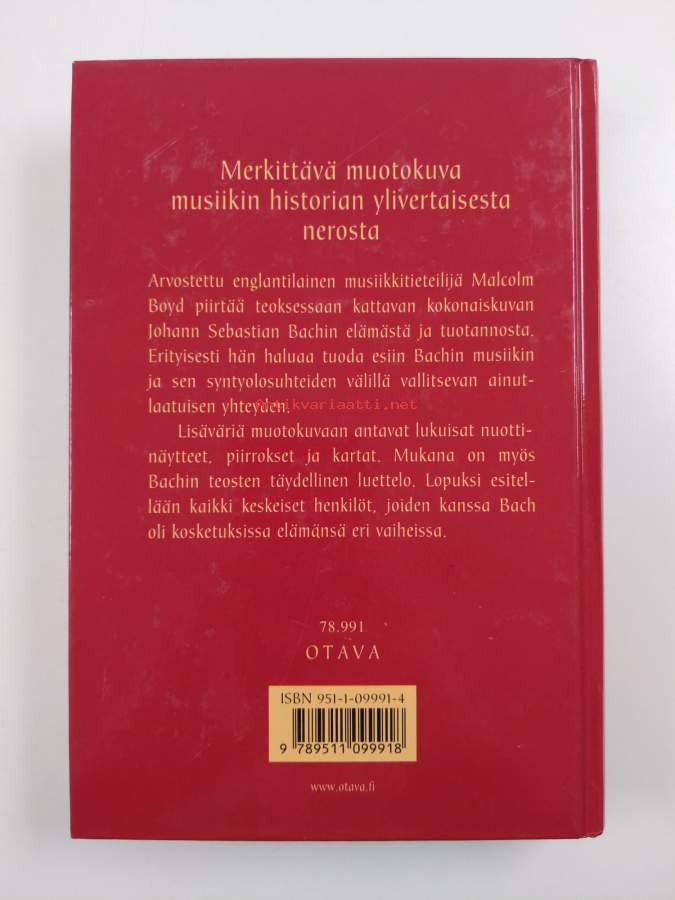 Merkittävä muotokuva
musiikin historian ylivertaisesta
nerosta
Arvostettu englantilainen musiikkitieteilijä Malcolm
Boyd piirtää teoksessaan kattavan kokonaiskuvan
Johann Sebastian Bachin elämästä ja tuotannosta.
Erityisesti hän haluaa tuoda esiin Bachin musiikin
ja sen syntyolosuhteiden välillä vallitsevan ainut-
laatuisen yhteyden.
Antikvariaatti.net
Lisäväriä muotokuvaan antavat lukuisat nuotti-
näytteet, piirrokset ja kartat. Mukana on myös
Bachin teosten täydellinen luettelo. Lopuksi esitel-
lään kaikki keskeiset henkilöt, joiden kanssa Bach
oli kosketuksissa elämänsä eri vaiheissa.
78.991
OTAVA
ISBN 951-1-09991-4
9 789511 099918
www.otava.fi